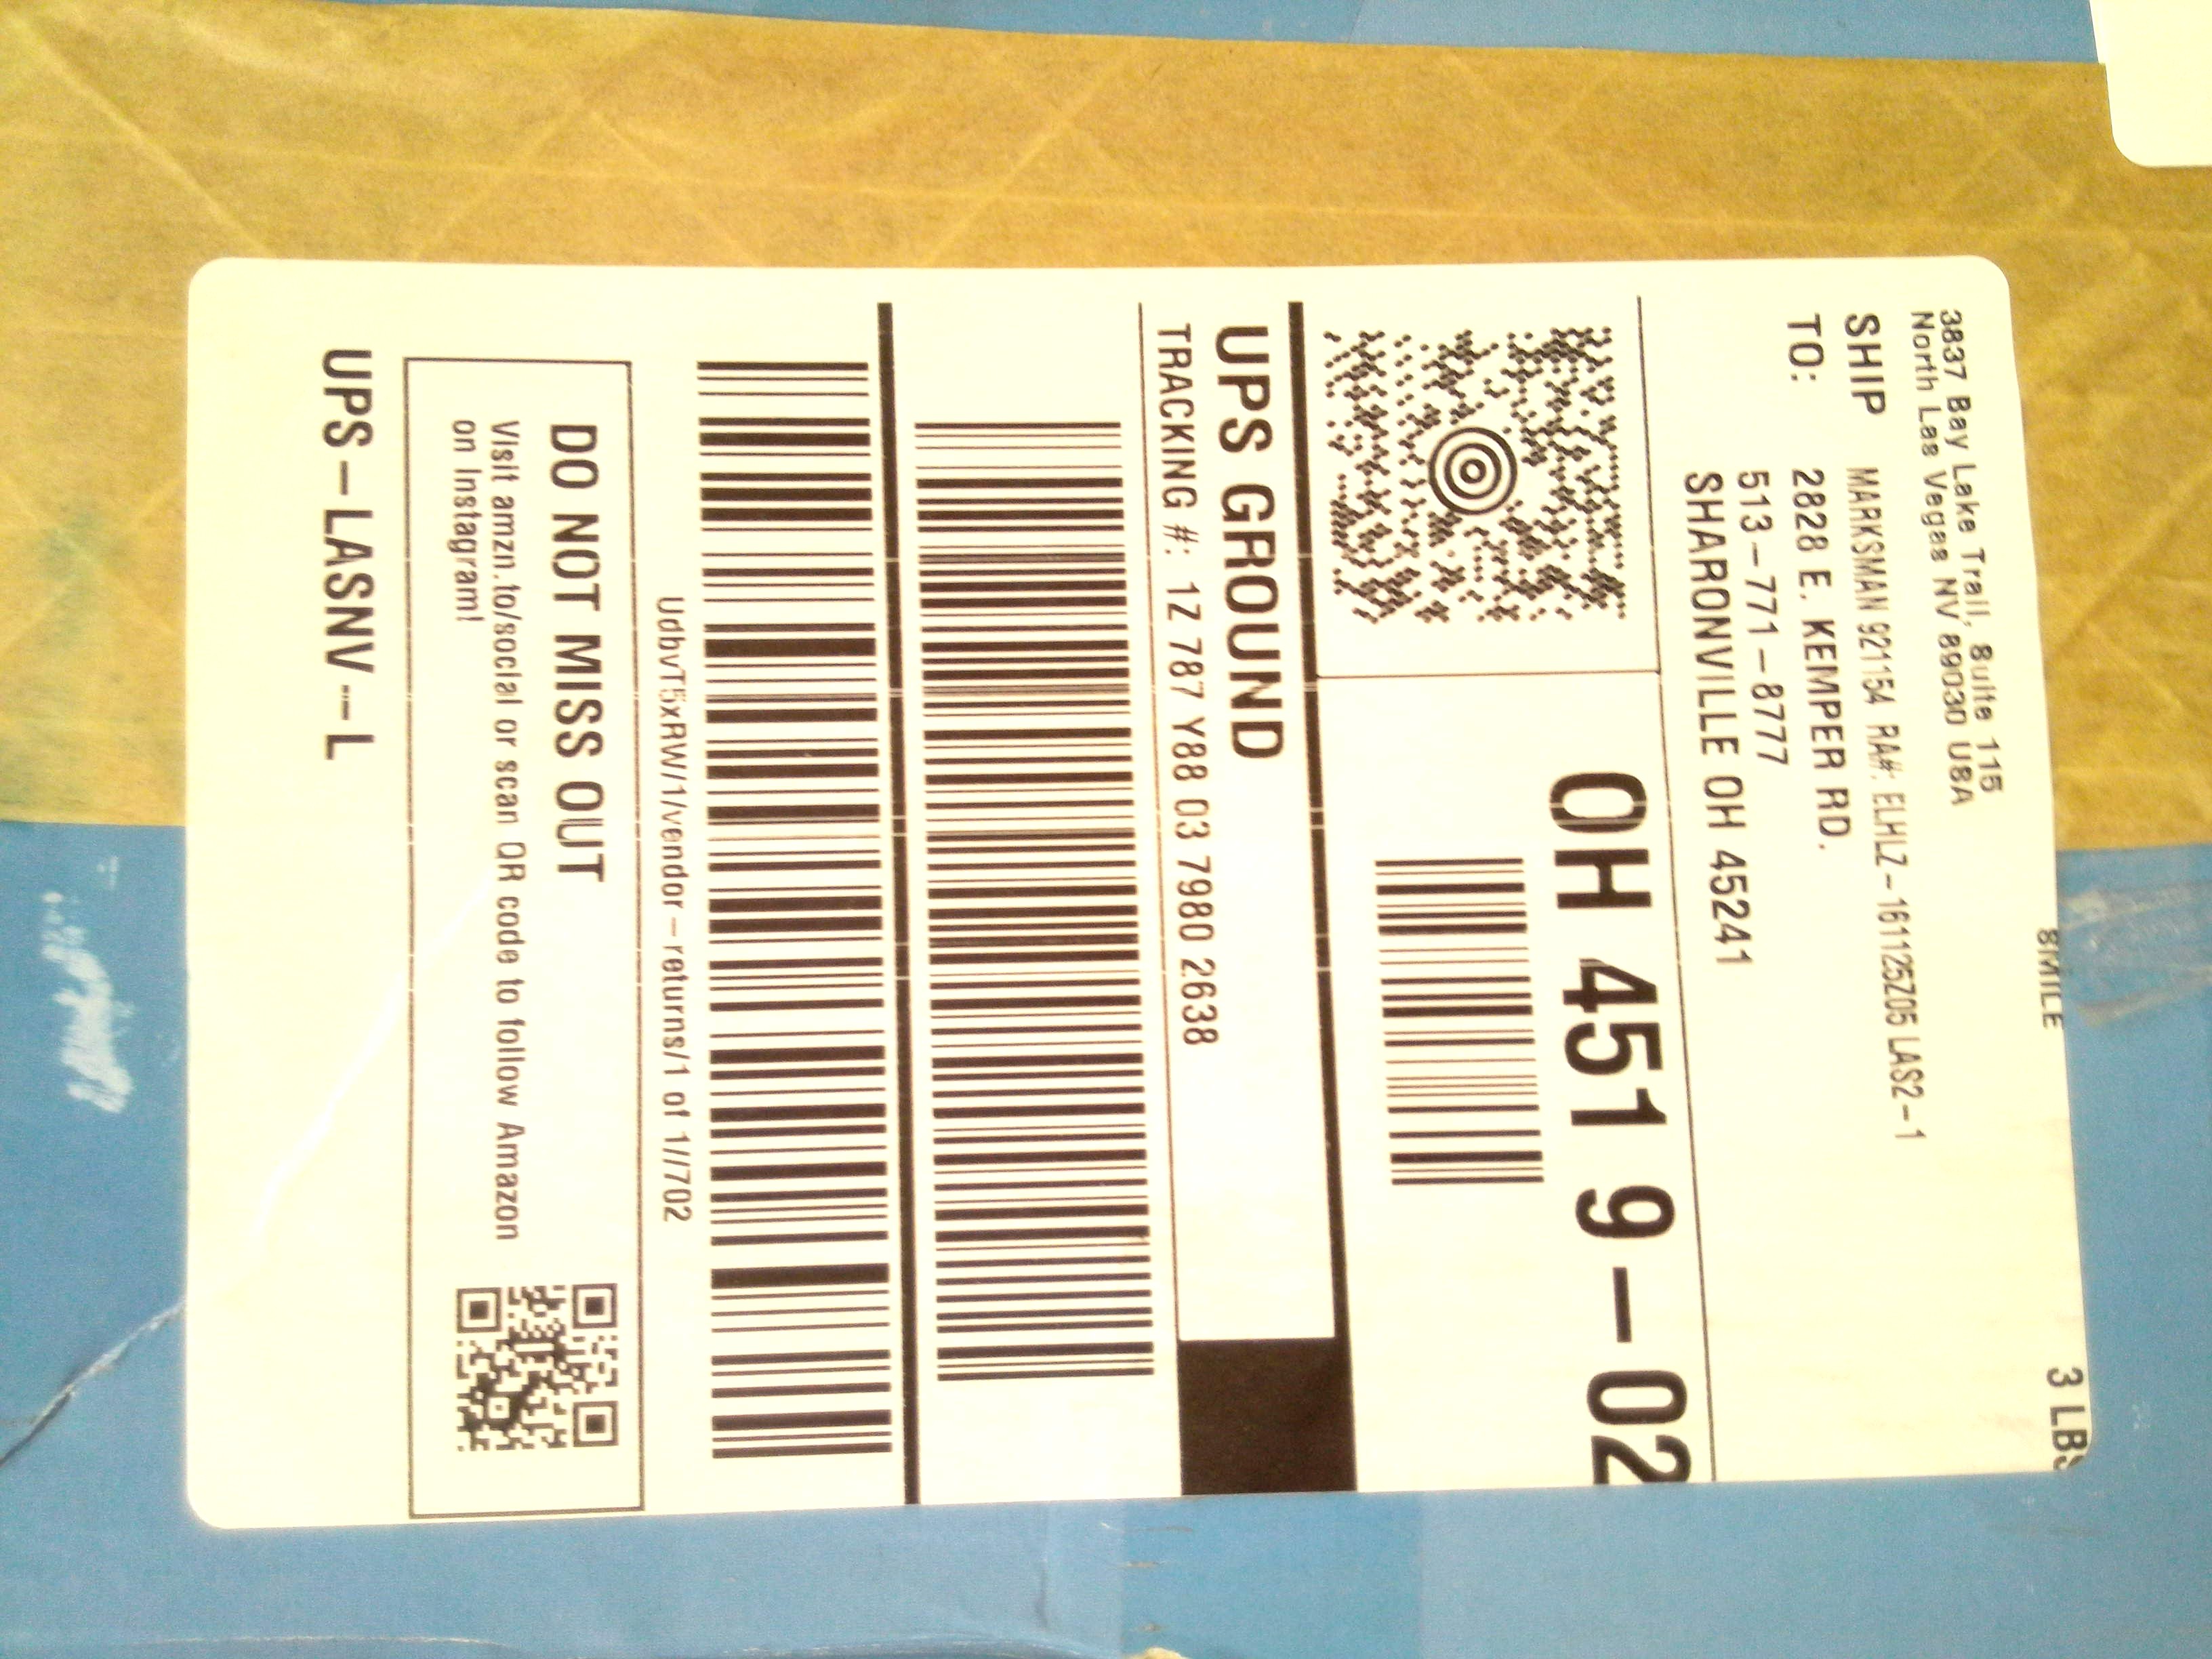 8MILE
3 LBS
3837 Bay Lake Trail, Suite 115
North Las Vegas NV 89030 USA
SHIP MARKSMAN 921154 RA#: ELHLZ-161125Z05 LAS2-1
TO: 2828 E. KEMPER RD.
513-771-8777
SHARONVILLE OH 45241
OH 451 9-02
UPS GROUND
TRACKING #: 1Z 787 Y88 03 7980 2638
UdbvT5xRW/1/vendor-returns/1 of 1//702
DO NOT MISS OUT
Visit amzn.to/social or scan QR code to follow Amazon
on Instagram!
UPS-LASNV--L